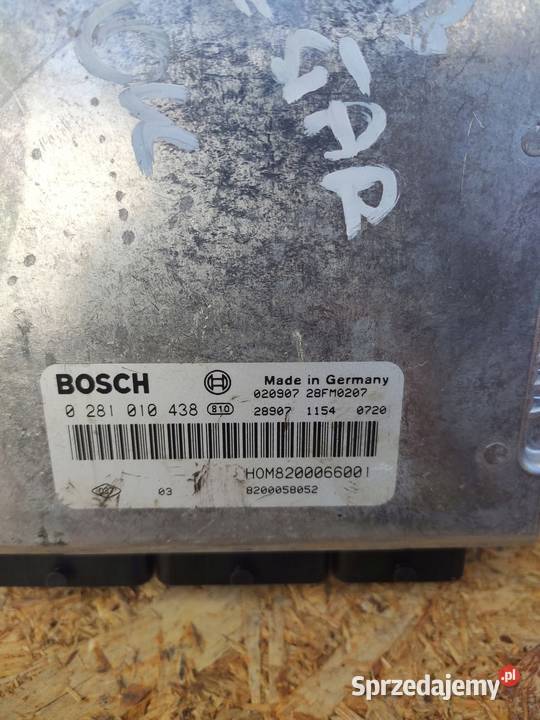 GAR
BOSCH
Made in Germany
020907 28FM0207
0 281 010 438 810
28907 1154 0720
HOM8200066001
03
8200058052
Sprzedajemy.pl